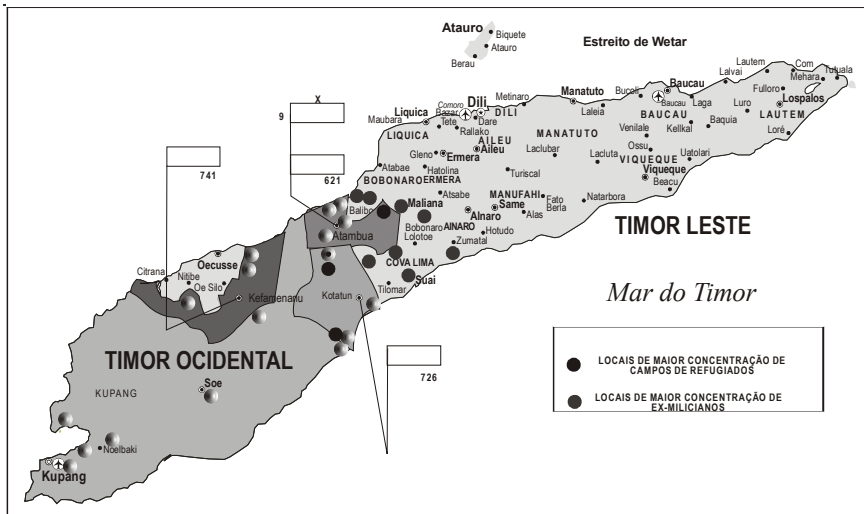 Atauro
Biquete
Atauro
Berau
Estreito de Wetar
Lautem
Com
Mehara
Tutuala
Lalvai
Fulloro
Lospalos
LAUTEM
Luro
Loré
Baucau
Bucoli
Baucau
Laga
BAUCAU
Baquia
Venilale
Kellkal
Ossu
Uatolari
VIQUEQUE
Viqueque
Beacu
Manatuto
Metinaro
Laleia
MANATUTO
Laclubar
Lacluta
Natarbora
Comoro
Dili
DILI
Bazar
Dare
Tete
Rallako
Liquica
Maubara
LIQUICA
AILEU
Aileu
Gleno
Ermera
Hatolina
Atabae
BOBONARO
ERMERA
Turiscal
Atsabe
MANUFAHI
Fato
Berla
Same
Alas
Maliana
Balibo
Bobonaro
AINARO
Alnaro
Lolotoe
Zumatal
Hotudo
TIMOR LESTE
Atambua
COVA LIMA
Suai
Tilomar
Kotatun
X
9
621
741
726
Oecusse
Citrana
Nitibe
Oe Silo
Kefamenanu
TIMOR OCIDENTAL
KUPANG
Soe
Noelbaki
Kupang
Mar do Timor
LOCAIS DE MAIOR CONCENTRAÇÃO DE
CAMPOS DE REFUGIADOS
LOCAIS DE MAIOR CONCENTRAÇÃO DE
EX-MILICIANOS